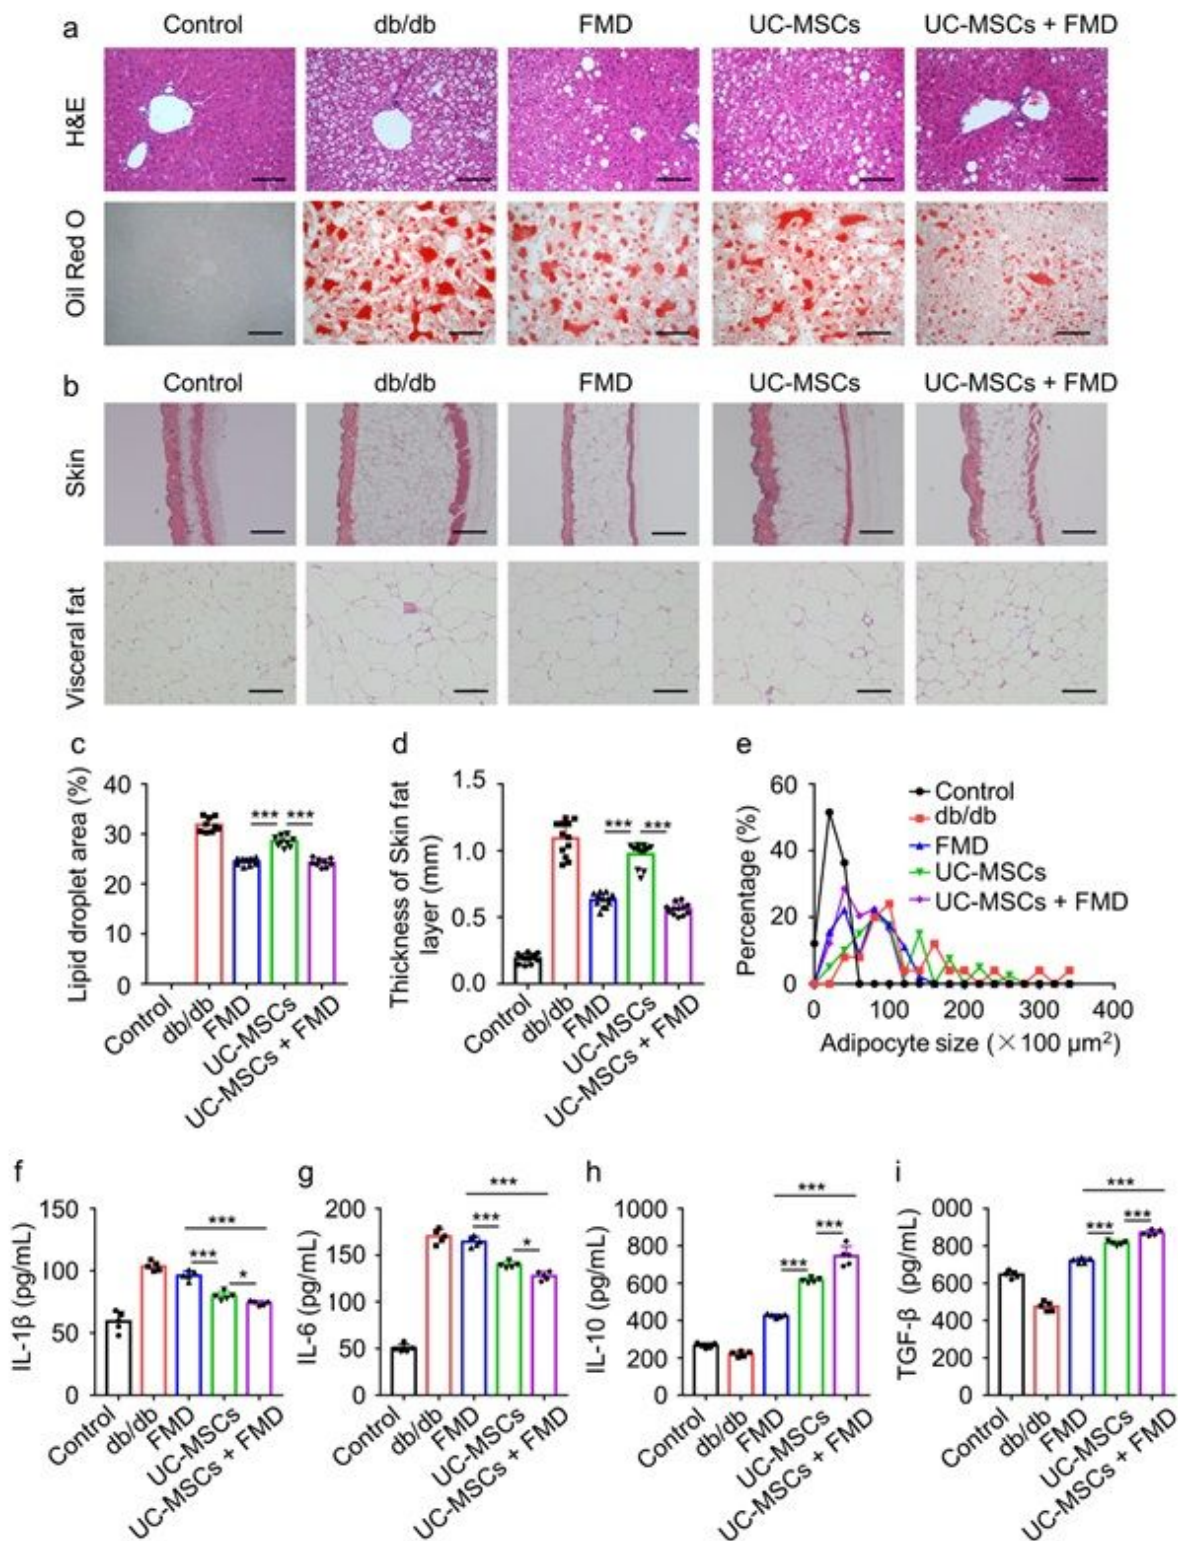 a
Control db/db FMD UC-MSCs UC-MSCs + FMD
H&E
Oil Red O
b
Control db/db FMD UC-MSCs UC-MSCs + FMD
Skin
Visceral fat
c
Lipid droplet area (%)
40
30
20
10
0
*** ***
Control
db/db
FMD
UC-MSCs
UC-MSCs + FMD
d
Thickness of Skin fat
layer (mm)
1.5
1.0
0.5
0.0
*** ***
Control
db/db
FMD
UC-MSCs
UC-MSCs + FMD
e
Percentage (%)
60
40
20
0
Control
db/db
FMD
UC-MSCs
UC-MSCs + FMD
0 100 200 300 400
Adipocyte size (×100 μm²)
f
IL-1β (pg/mL)
150
100
50
0
***
***
*
Control
db/db
FMD
UC-MSCs
UC-MSCs + FMD
g
IL-6 (pg/mL)
200
150
100
50
0
***
***
*
Control
db/db
FMD
UC-MSCs
UC-MSCs + FMD
h
IL-10 (pg/mL)
1000
800
600
400
200
0
***
***
***
Control
db/db
FMD
UC-MSCs
UC-MSCs + FMD
i
TGF-β (pg/mL)
000
800
600
400
200
000
***
***
***
Control
db/db
FMD
UC-MSCs
UC-MSCs + FMD